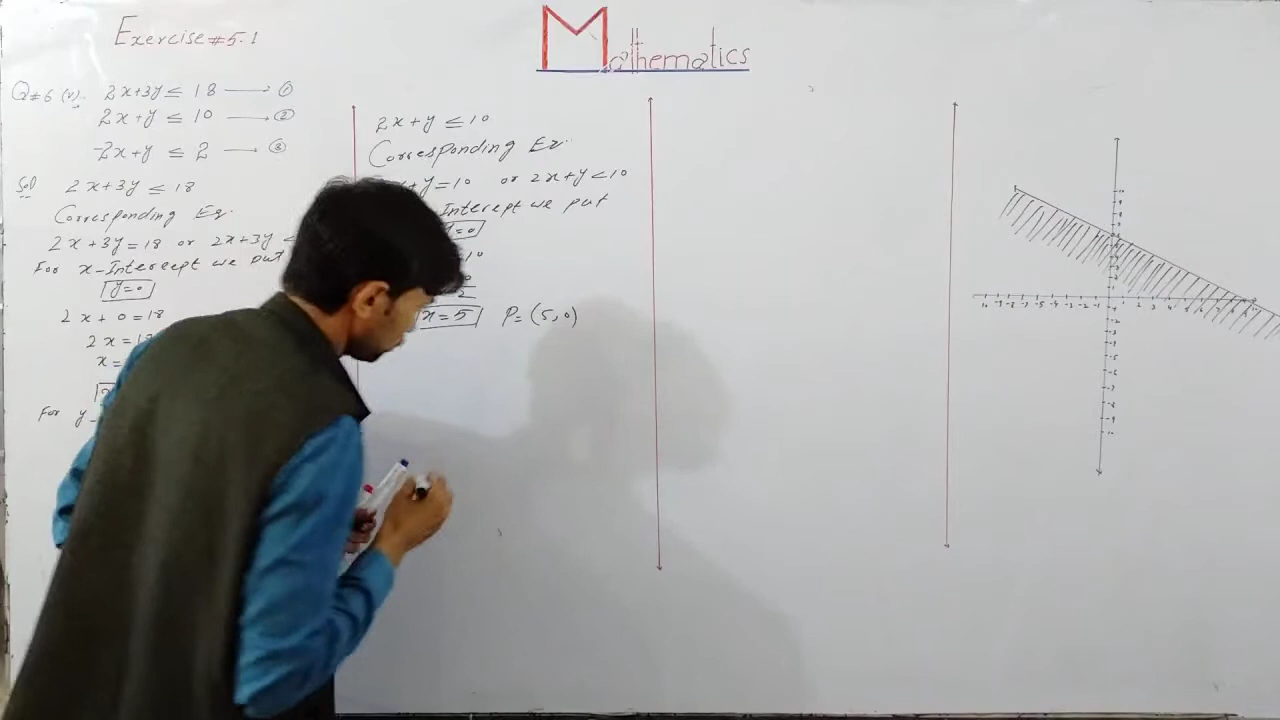 Exercise #5.1
Mathematics
Q#6 (v). 2x+3y ≤ 18 → ①
2x+y ≤ 10 → ②
-2x+y ≤ 2 → ③
Sol 2x+3y ≤ 18
Corresponding Eq.
2x+3y=18 or 2x+3y <
For x-Intercept we put
y=0
2x+0=18
2x=1
x=
For y-
2x+y ≤ 10
Corresponding Eq.
+y=10 or 2x+y<10
Intercept we put
=0
x=5 P=(5,0)